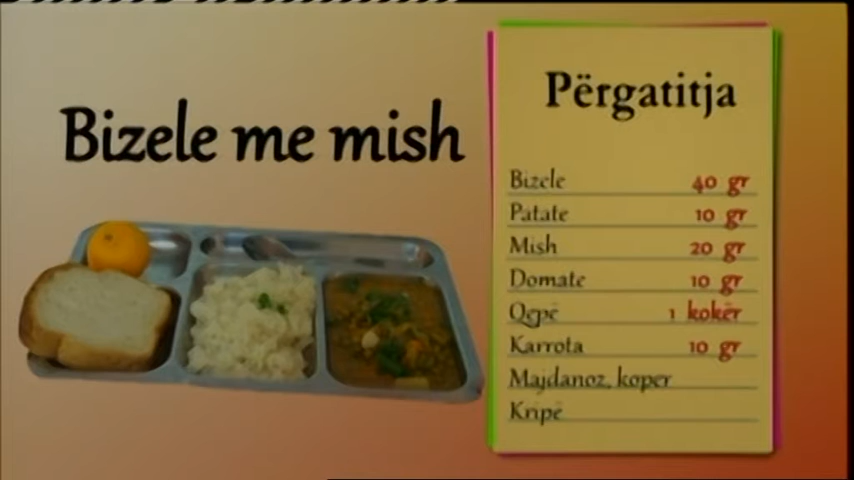 Bizele me mish
Përgatitja
Bizele 40 gr
Patate 10 gr
Mish 20 gr
Domate 10 gr
Qepë 1 kokër
Karrota 10 gr
Majdanoz, koper
Kripë